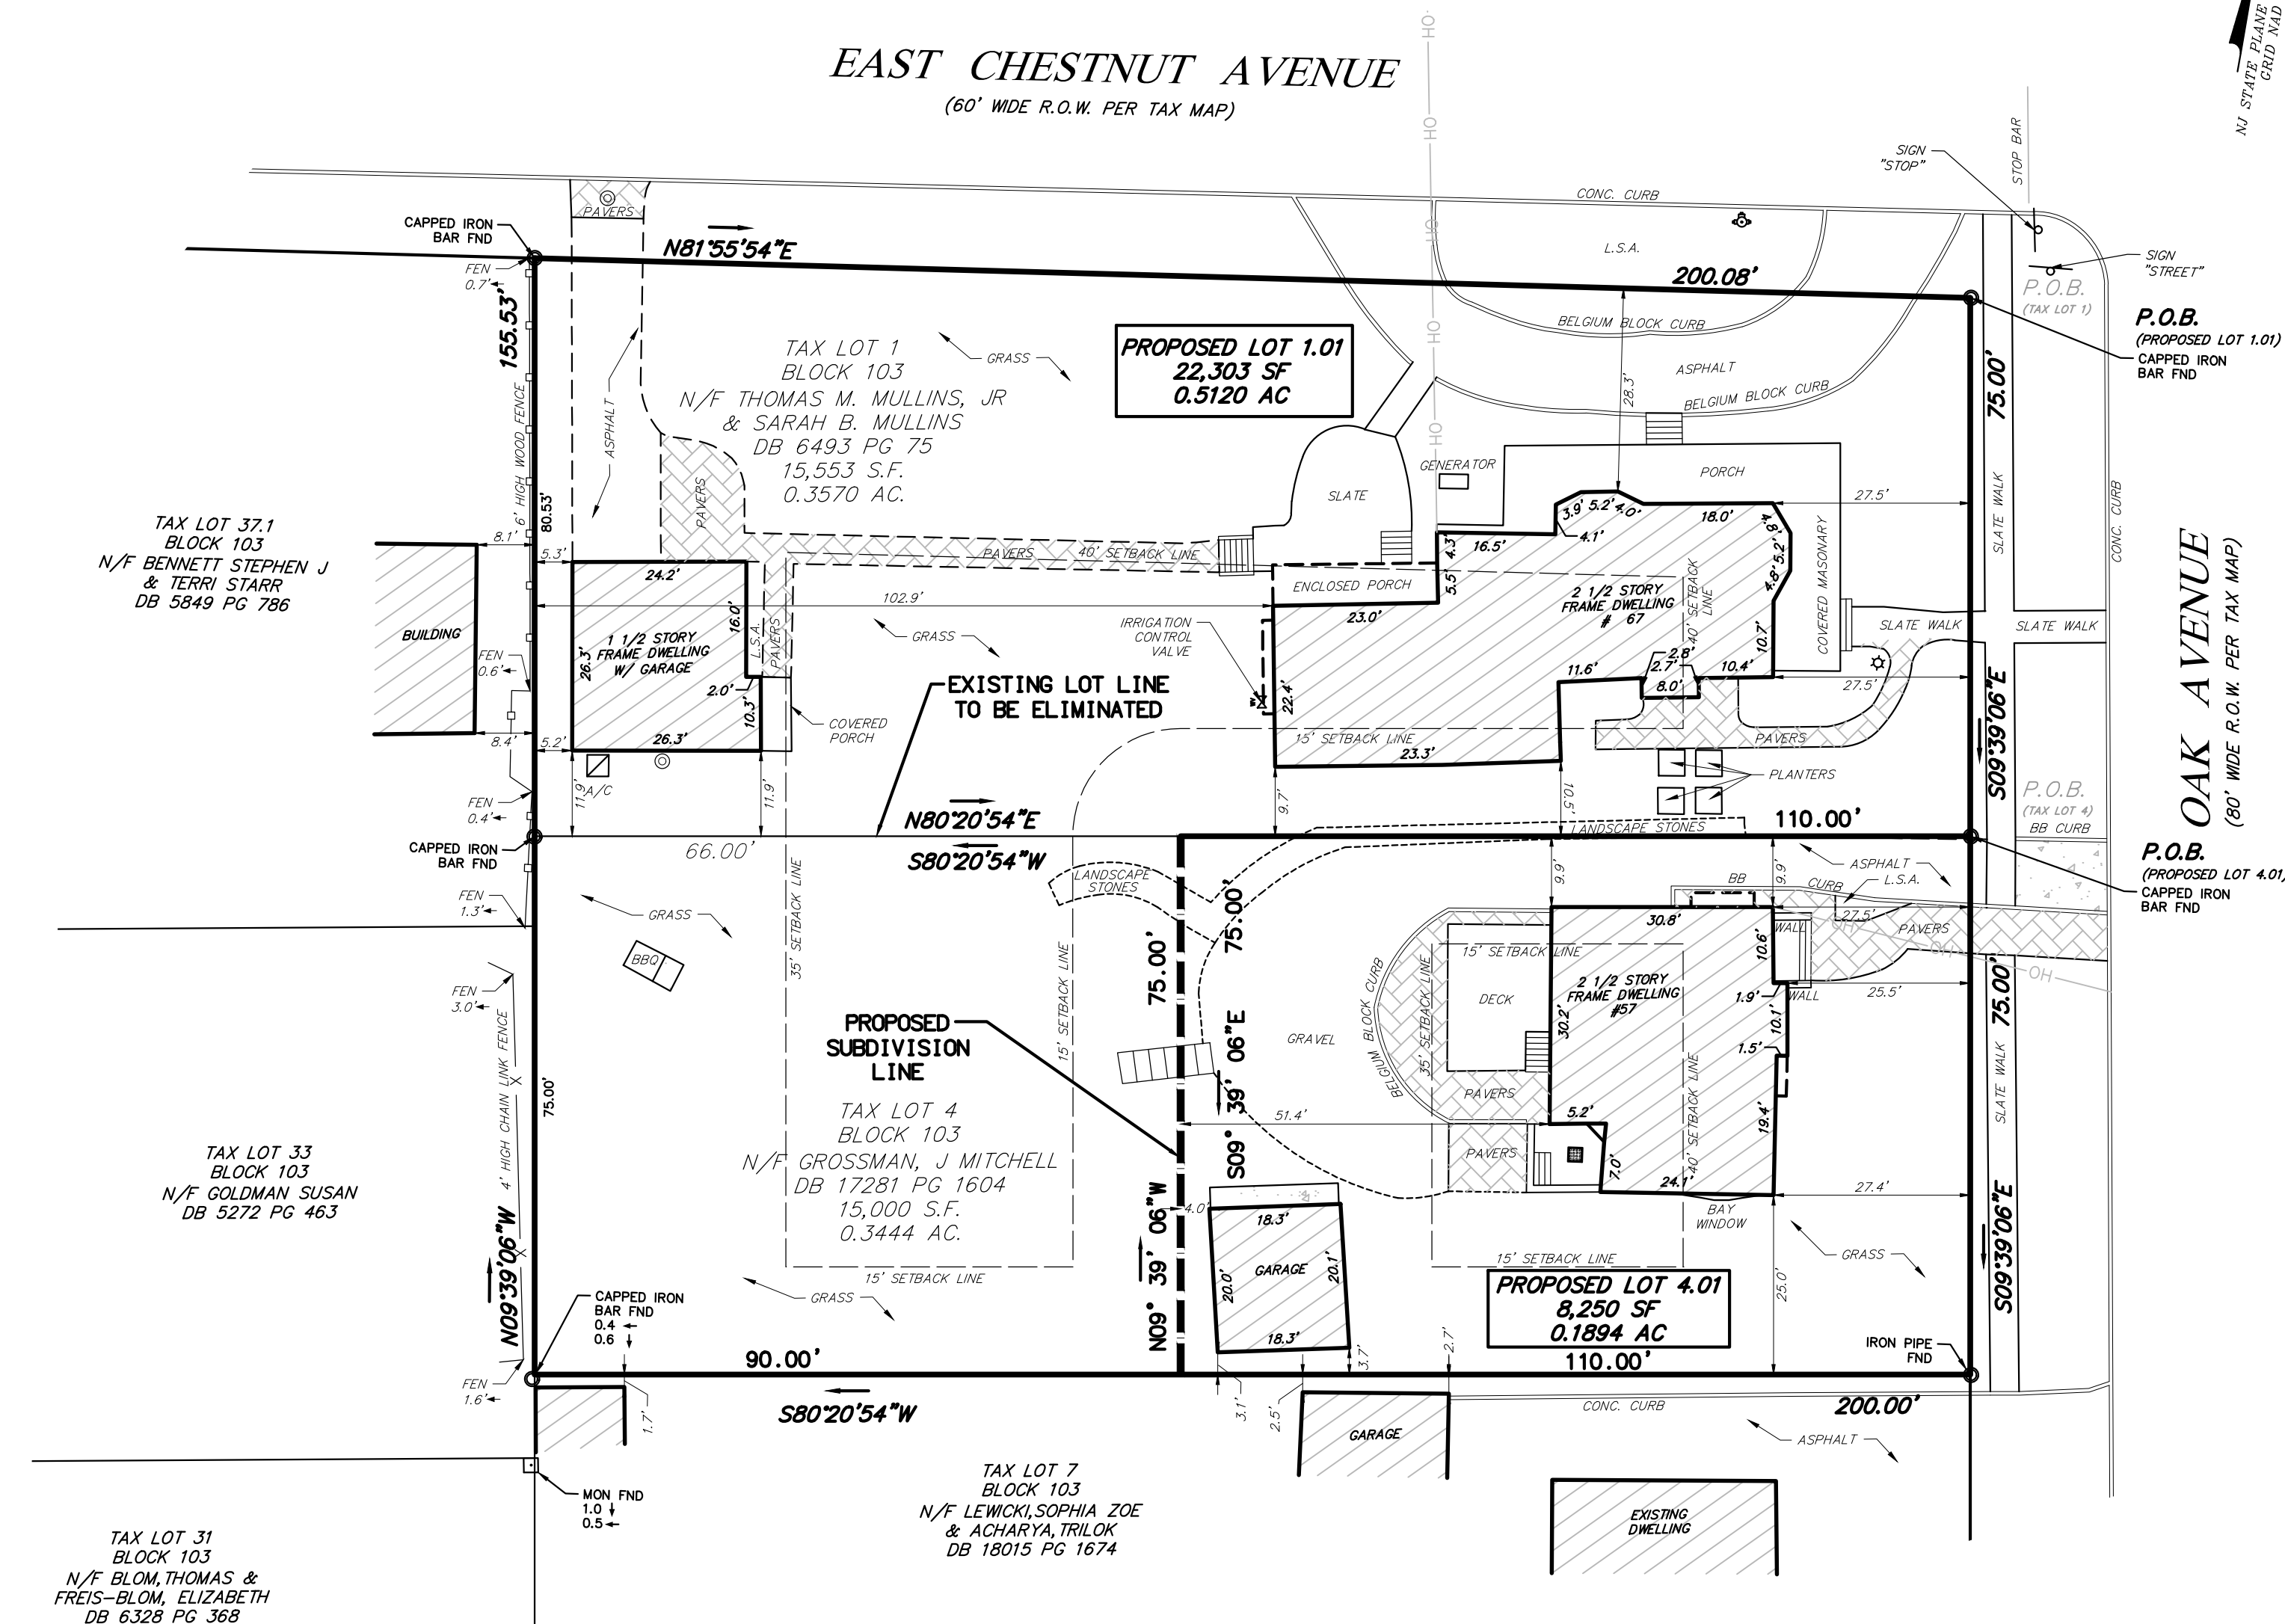 EAST CHESTNUT AVENUE
(60' WIDE R.O.W. PER TAX MAP)
NJ STATE PLANE
GRID NAD
OH
OH
OH
OH
OH
STOP BAR
SIGN
"STOP"
SIGN
"STREET"
CONC. CURB
PAVERS
CAPPED IRON
BAR FND
N81°55'54"E
200.08'
L.S.A.
P.O.B.
(TAX LOT 1)
P.O.B.
(PROPOSED LOT 1.01)
CAPPED IRON
BAR FND
FEN
0.7'
155.53'
6' HIGH WOOD FENCE
80.53'
ASPHALT
TAX LOT 1
BLOCK 103
N/F THOMAS M. MULLINS, JR
& SARAH B. MULLINS
DB 6493 PG 75
15,553 S.F.
0.3570 AC.
GRASS
PROPOSED LOT 1.01
22,303 SF
0.5120 AC
BELGIUM BLOCK CURB
ASPHALT
BELGIUM BLOCK CURB
28.3'
75.00'
SLATE WALK
CONC. CURB
OAK AVENUE
(80' WIDE R.O.W. PER TAX MAP)
PAVERS
SLATE
GENERATOR
PORCH
27.5'
3.9'
5.2'
4.0'
18.0'
4.8'
5.2'
4.8'
4.1'
16.5'
4.3'
5.5'
TAX LOT 37.1
BLOCK 103
N/F BENNETT STEPHEN J
& TERRI STARR
DB 5849 PG 786
8.1'
5.3'
24.2'
PAVERS
40' SETBACK LINE
ENCLOSED PORCH
23.0'
102.9'
2 1/2 STORY
FRAME DWELLING
# 67
40' SETBACK
LINE
COVERED MASONARY
10.7'
SLATE WALK
SLATE WALK
BUILDING
1 1/2 STORY
FRAME DWELLING
W/ GARAGE
16.0'
26.3'
L.S.A.
PAVERS
GRASS
IRRIGATION
CONTROL
VALVE
FEN
0.6'
2.0'
10.3'
22.4'
11.6'
2.8'
2.7'
8.0'
10.4'
27.5'
EXISTING LOT LINE
TO BE ELIMINATED
COVERED
PORCH
8.4'
5.2'
26.3'
15' SETBACK LINE
23.3'
PAVERS
S09°39'06"E
PLANTERS
A/C
11.9'
11.9'
9.7'
10.5'
FEN
0.4'
N80°20'54"E
110.00'
LANDSCAPE STONES
P.O.B.
(TAX LOT 4)
BB CURB
CAPPED IRON
BAR FND
66.00'
S80°20'54"W
P.O.B.
(PROPOSED LOT 4.01)
CAPPED IRON
BAR FND
ASPHALT
L.S.A.
BB
CURB
9.9'
9.9'
LANDSCAPE
STONES
FEN
1.3'
GRASS
BBQ
35' SETBACK LINE
15' SETBACK LINE
75.00'
75.00'
30.8'
27.5'
WALL
OH
OH
OH
PAVERS
10.6'
15' SETBACK LINE
DECK
2 1/2 STORY
FRAME DWELLING
#57
1.9'
WALL
25.5'
75.00'
FEN
3.0'
4' HIGH CHAIN LINK FENCE
X
X
75.00'
PROPOSED
SUBDIVISION
LINE
GRAVEL
BELGIUM BLOCK CURB
35' SETBACK LINE
30.2'
10.1'
1.5'
SLATE WALK
S09° 39' 06"E
PAVERS
40' SETBACK LINE
19.4'
TAX LOT 4
BLOCK 103
N/F GROSSMAN, J MITCHELL
DB 17281 PG 1604
15,000 S.F.
0.3444 AC.
51.4'
5.2'
PAVERS
7.0'
24.1'
27.4'
BAY
WINDOW
TAX LOT 33
BLOCK 103
N/F GOLDMAN SUSAN
DB 5272 PG 463
N09°39'06"W
N09° 39' 06"W
4.0'
18.3'
GARAGE
20.0'
20.1'
18.3'
15' SETBACK LINE
15' SETBACK LINE
GRASS
25.0'
S09°39'06"E
GRASS
CAPPED IRON
BAR FND
0.4
0.6
PROPOSED LOT 4.01
8,250 SF
0.1894 AC
IRON PIPE
FND
90.00'
110.00'
2.7'
3.7'
FEN
1.6'
1.7'
S80°20'54"W
3.1'
2.5'
CONC. CURB
200.00'
GARAGE
ASPHALT
MON FND
1.0
0.5
TAX LOT 7
BLOCK 103
N/F LEWICKI,SOPHIA ZOE
& ACHARYA,TRILOK
DB 18015 PG 1674
EXISTING
DWELLING
TAX LOT 31
BLOCK 103
N/F BLOM,THOMAS &
FREIS-BLOM, ELIZABETH
DB 6328 PG 368